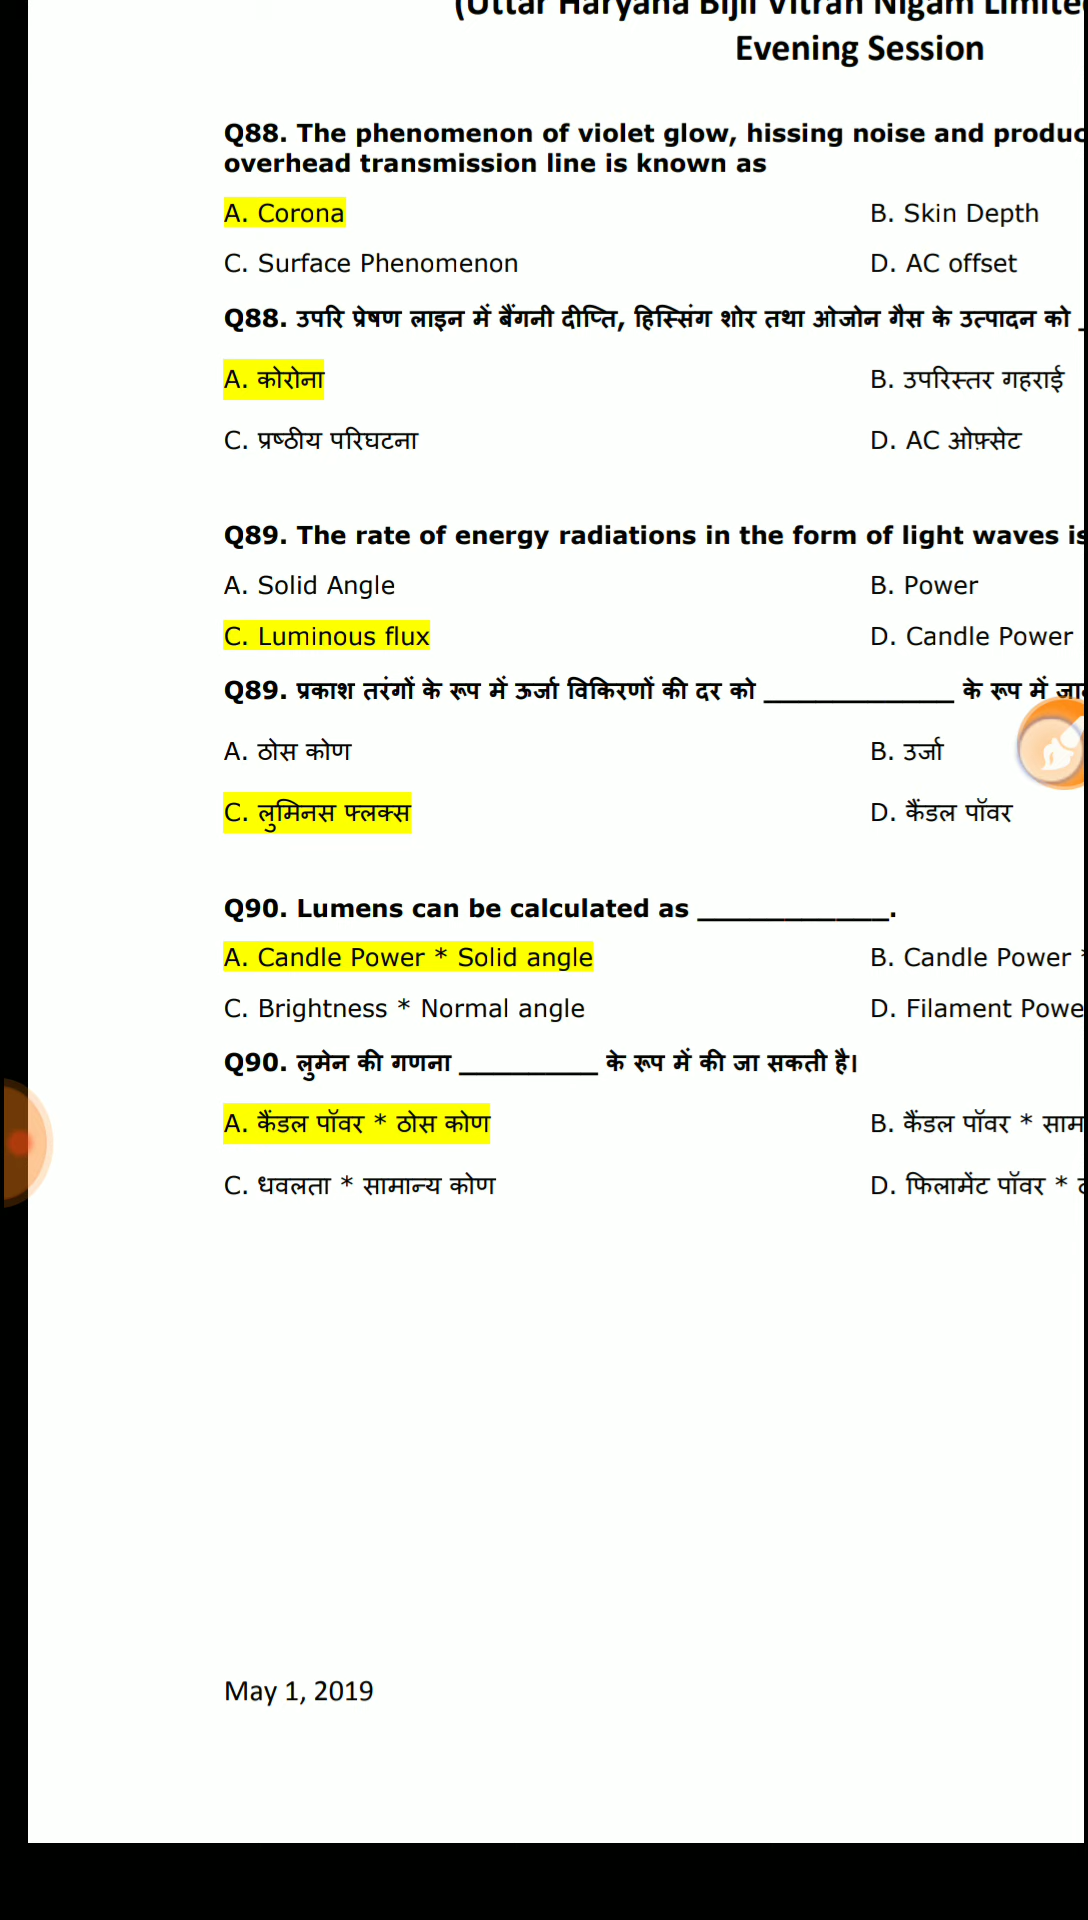 (Uttar Haryana Bijli Vitran Nigam Limited
Evening Session
Q88. The phenomenon of violet glow, hissing noise and produc
overhead transmission line is known as
A. Corona B. Skin Depth
C. Surface Phenomenon D. AC offset
Q88. उपरि प्रेषण लाइन में बैंगनी दीप्ति, हिस्सिंग शोर तथा ओजोन गैस के उत्पादन को _
A. कोरोना B. उपरिस्तर गहराई
C. प्रष्ठीय परिघटना D. AC ओफ़्सेट
Q89. The rate of energy radiations in the form of light waves is
A. Solid Angle B. Power
C. Luminous flux D. Candle Power
Q89. प्रकाश तरंगों के रूप में ऊर्जा विकिरणों की दर को ______________ के रूप में
A. ठोस कोण B. उर्जा
C. लुमिनस फ्लक्स D. कैंडल पॉवर
Q90. Lumens can be calculated as ______________.
A. Candle Power * Solid angle B. Candle Power *
C. Brightness * Normal angle D. Filament Powe
Q90. लुमेन की गणना __________ के रूप में की जा सकती है।
A. कैंडल पॉवर * ठोस कोण B. कैंडल पॉवर * साम
C. धवलता * सामान्य कोण D. फिलामेंट पॉवर *
May 1, 2019